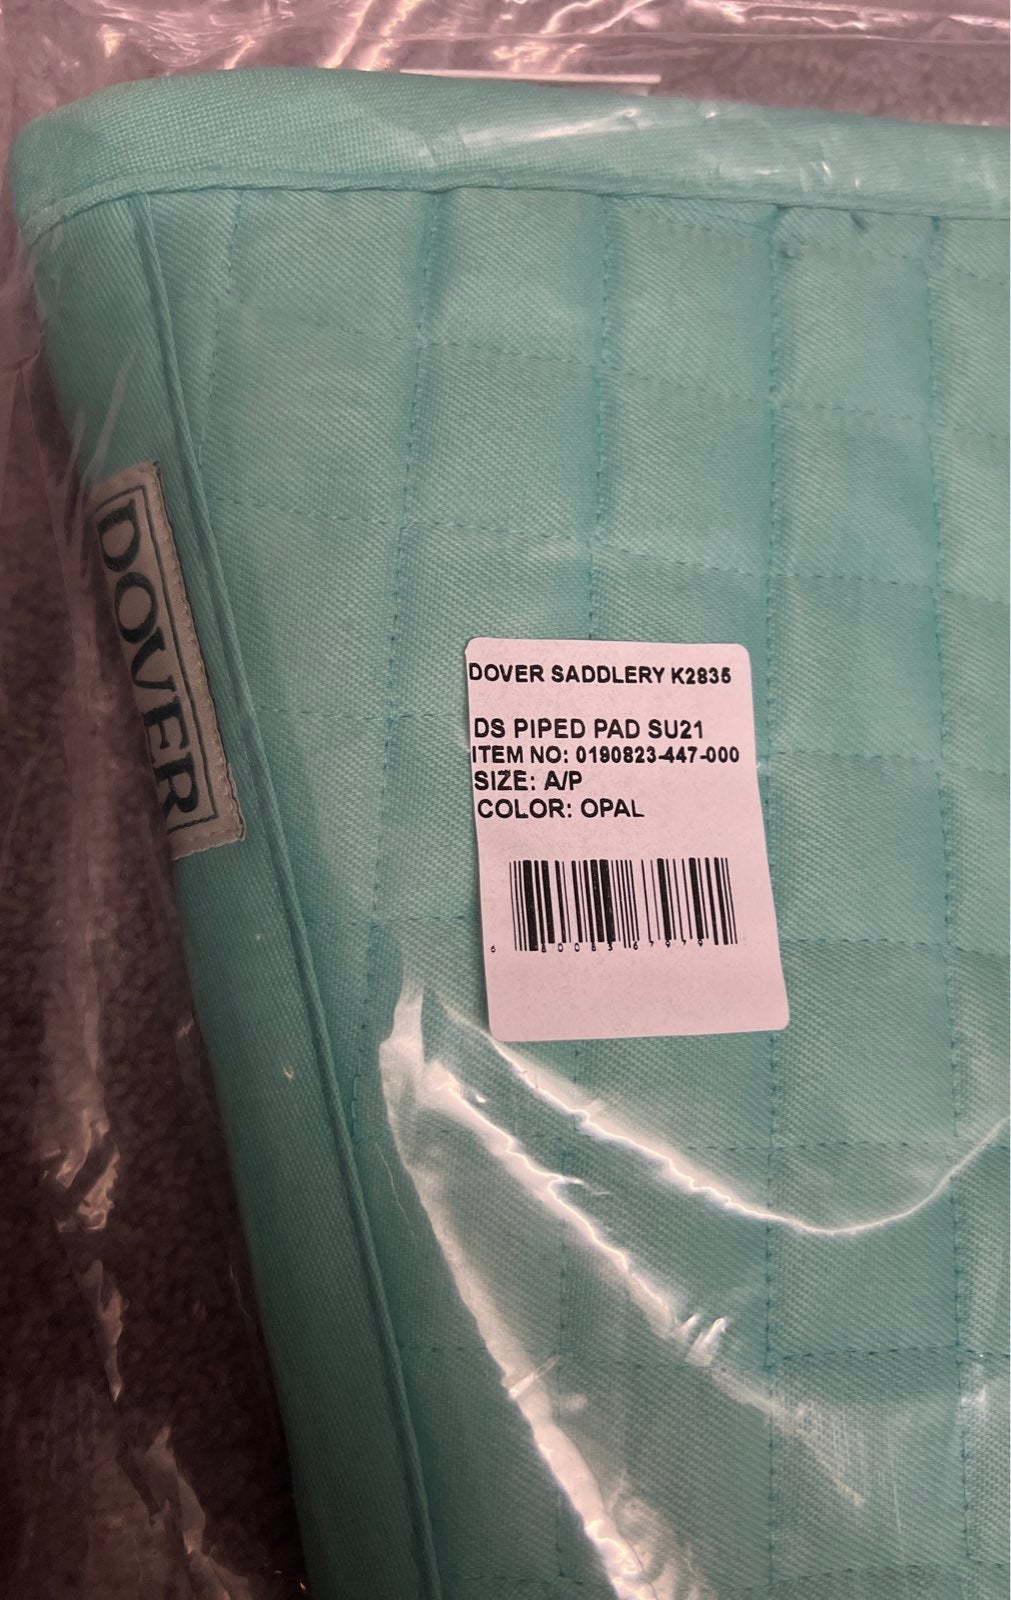 DOVER
DOVER SADDLERY K2835
DS PIPED PAD SU21
ITEM NO: 0190823-447-000
SIZE: A/P
COLOR: OPAL